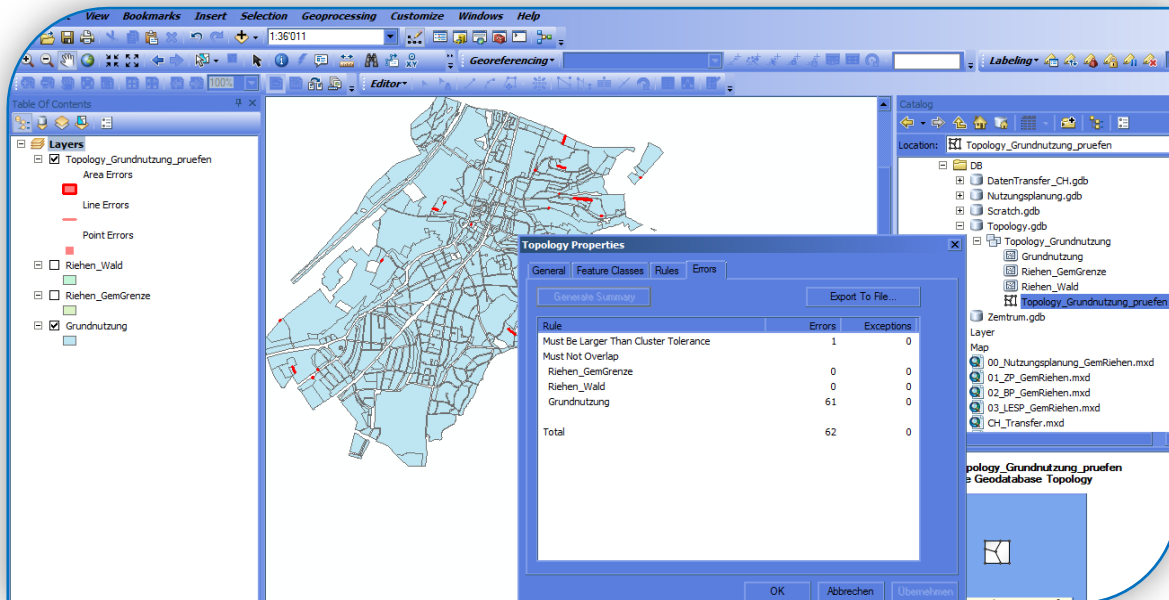 View Bookmarks Insert Selection Geoprocessing Customize Windows Help
1:36'011
Georeferencing
Labeling
100%
Editor
Table Of Contents
Layers
Topology_Grundnutzung_pruefen
Area Errors
Line Errors
Point Errors
Riehen_Wald
Riehen_GemGrenze
Grundnutzung
Topology Properties
General Feature Classes Rules Errors
Generate Summary Export To File...
Rule Errors Exceptions
Must Be Larger Than Cluster Tolerance 1 0
Must Not Overlap
Riehen_GemGrenze 0 0
Riehen_Wald 0 0
Grundnutzung 61 0
Total 62 0
OK Abbrechen Übernehmen
Catalog
Location: Topology_Grundnutzung_pruefen
DB
DatenTransfer_CH.gdb
Nutzungsplanung.gdb
Scratch.gdb
Topology.gdb
Topology_Grundnutzung
Grundnutzung
Riehen_GemGrenze
Riehen_Wald
Topology_Grundnutzung_pruefen
Zemtrum.gdb
Layer
Map
00_Nutzungsplanung_GemRiehen.mxd
01_ZP_GemRiehen.mxd
02_BP_GemRiehen.mxd
03_LESP_GemRiehen.mxd
CH_Transfer.mxd
pology_Grundnutzung_pruefen
e Geodatabase Topology